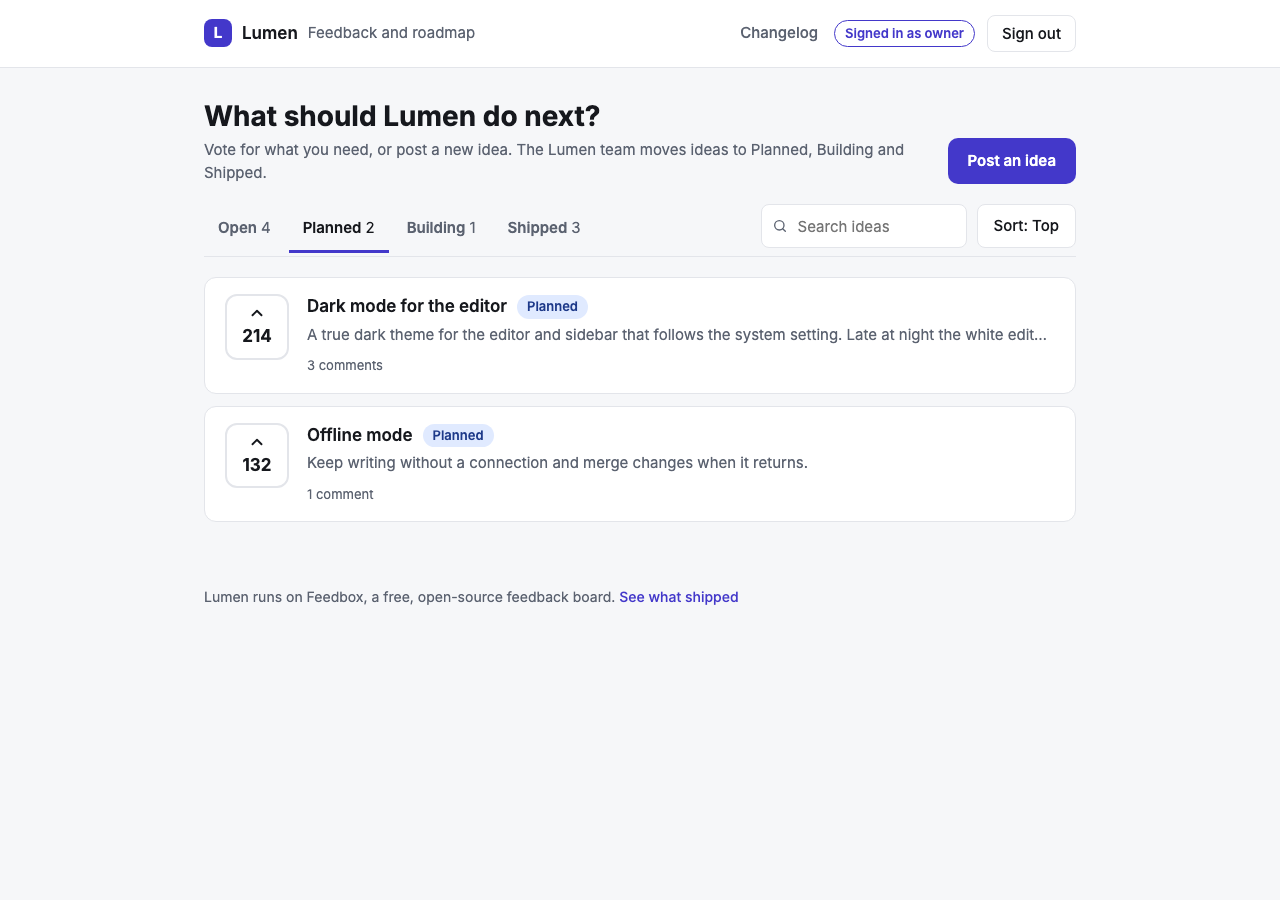 L Lumen Feedback and roadmap Changelog Signed in as owner Sign out
What should Lumen do next?
Vote for what you need, or post a new idea. The Lumen team moves ideas to Planned, Building and
Shipped.
Post an idea
Open 4 Planned 2 Building 1 Shipped 3 Search ideas Sort: Top
214
Dark mode for the editor Planned
A true dark theme for the editor and sidebar that follows the system setting. Late at night the white edit...
3 comments
132
Offline mode Planned
Keep writing without a connection and merge changes when it returns.
1 comment
Lumen runs on Feedbox, a free, open-source feedback board. See what shipped